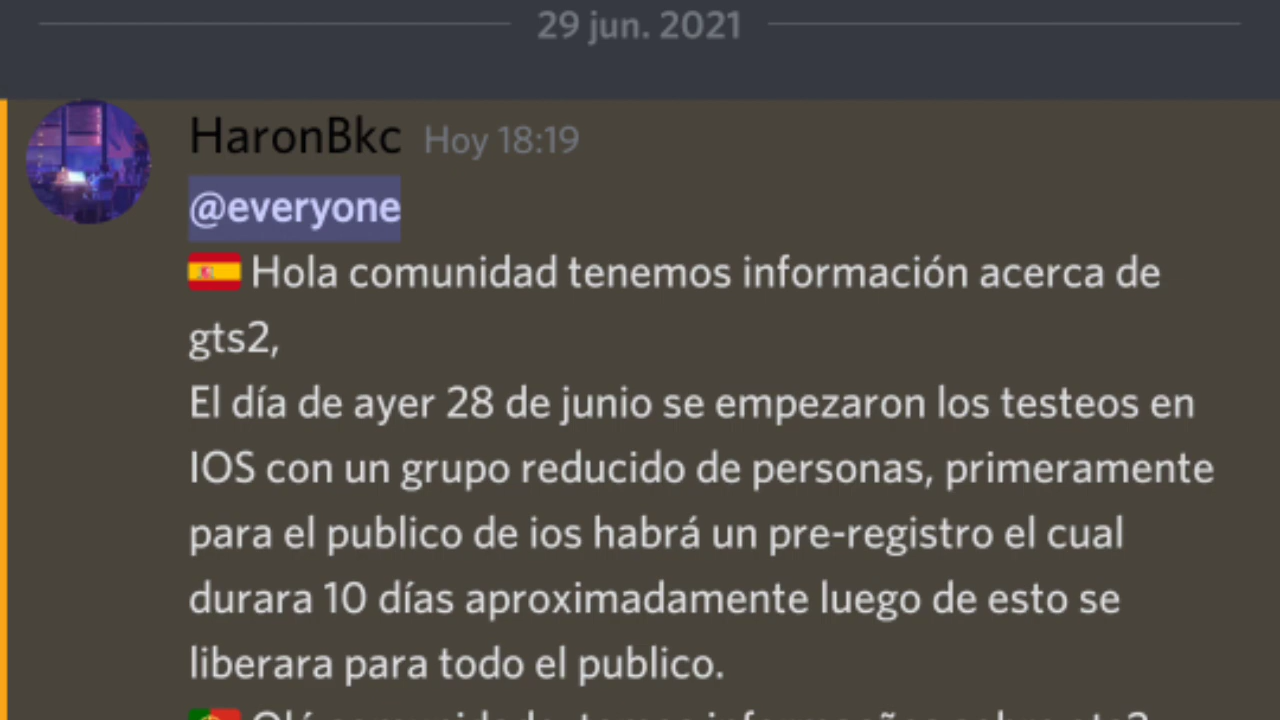 29 jun. 2021
HaronBkc Hoy 18:19
@everyone
🇪🇸 Hola comunidad tenemos información acerca de
gts2,
El día de ayer 28 de junio se empezaron los testeos en
IOS con un grupo reducido de personas, primeramente
para el publico de ios habrá un pre-registro el cual
durara 10 días aproximadamente luego de esto se
liberara para todo el publico.